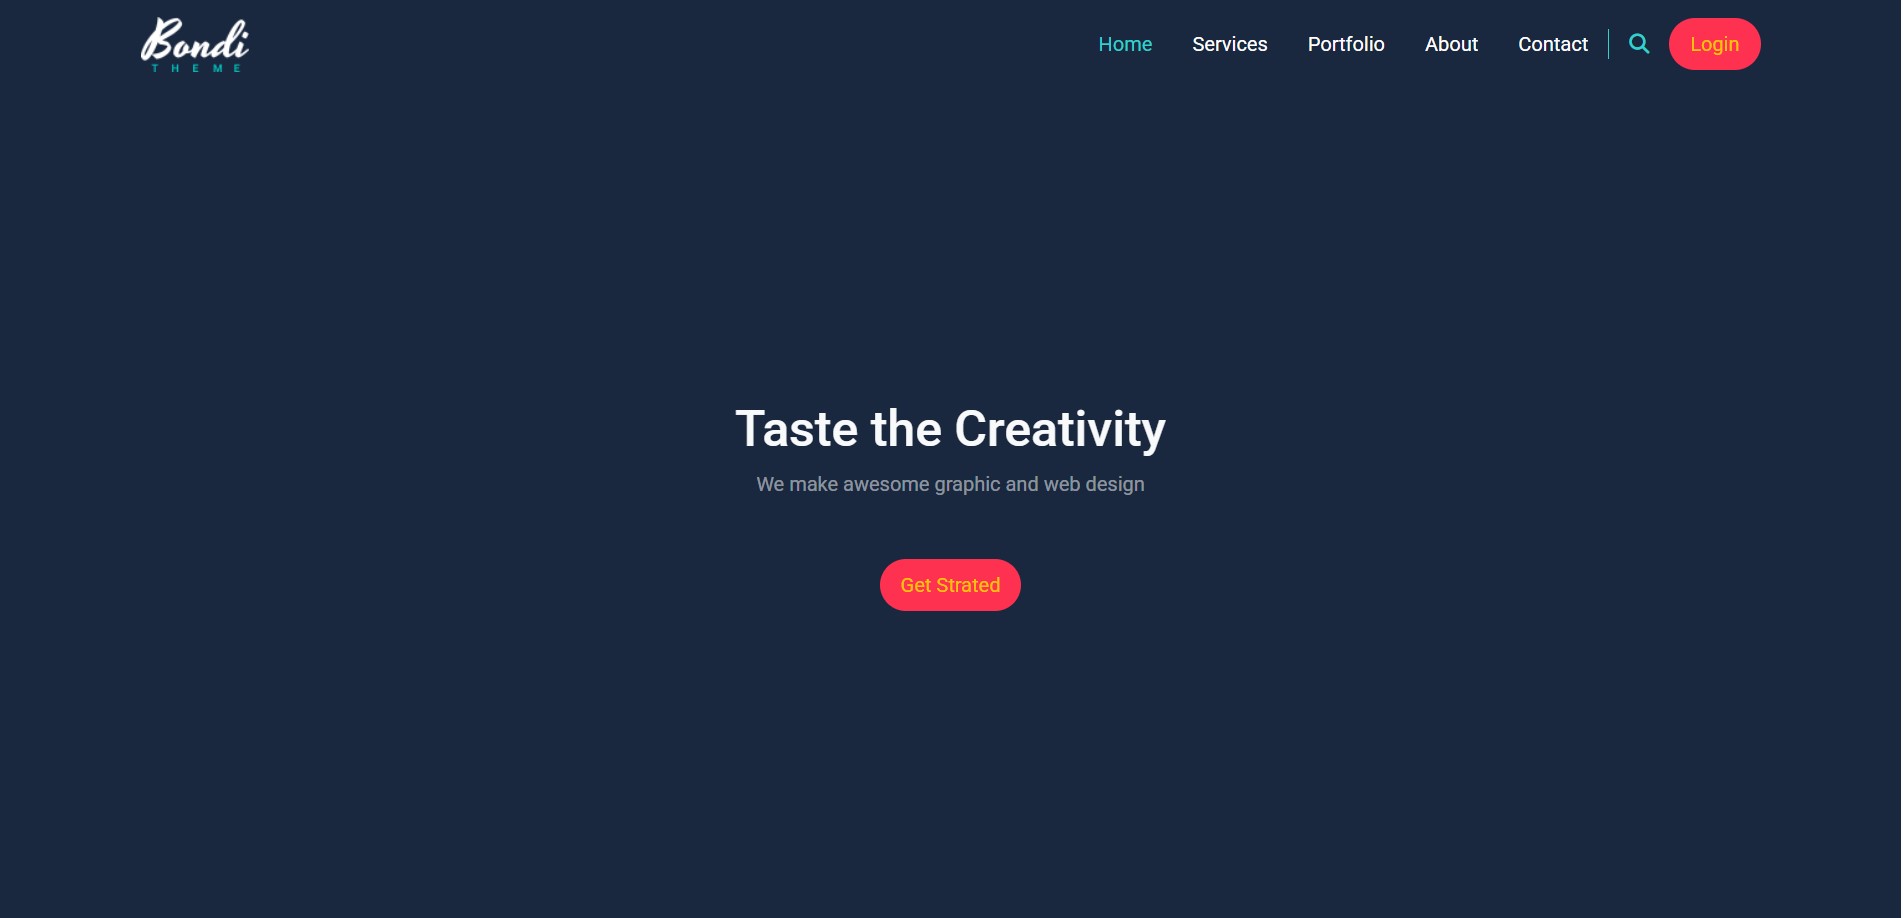 Bondi
THEME
Home Services Portfolio About Contact Login
Taste the Creativity
We make awesome graphic and web design
Get Strated